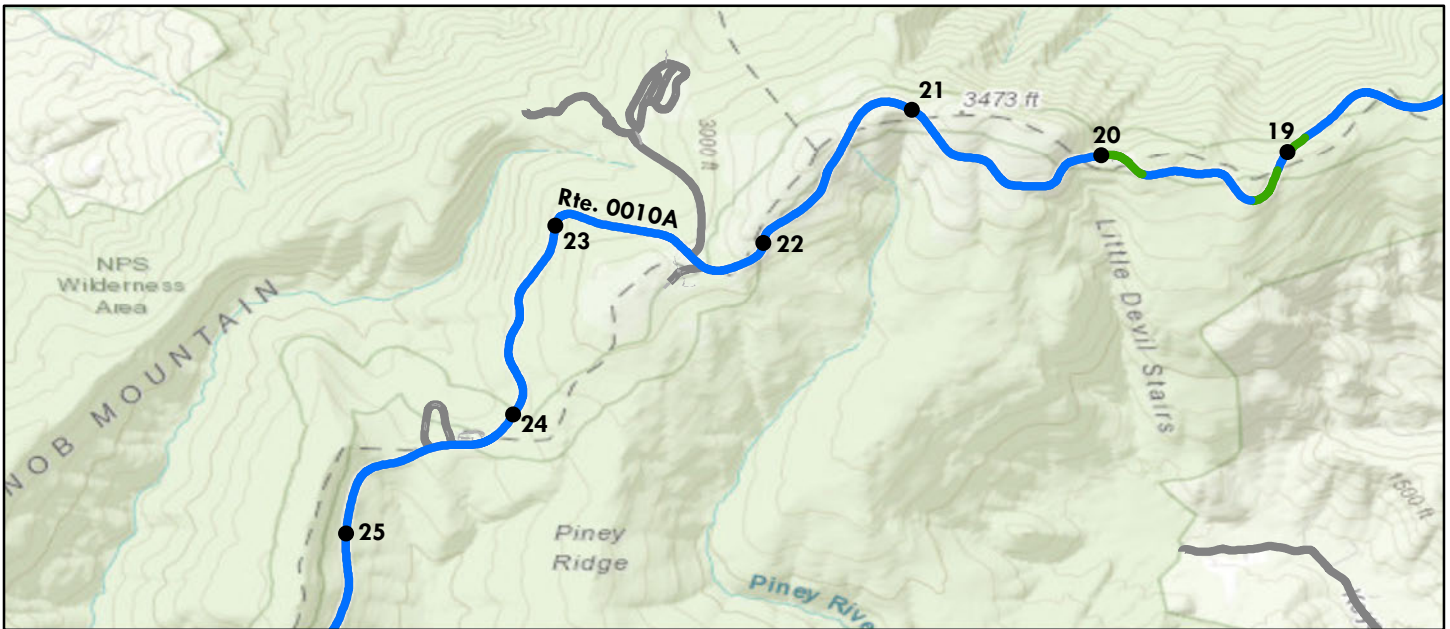 21
3473 ft
20
19
3000 ft
Rte. 0010A
23
22
Little Devil Stairs
NPS
Wilderness
Area
NOB MOUNTAIN
24
25
1500 ft
Piney
Ridge
Piney Rive